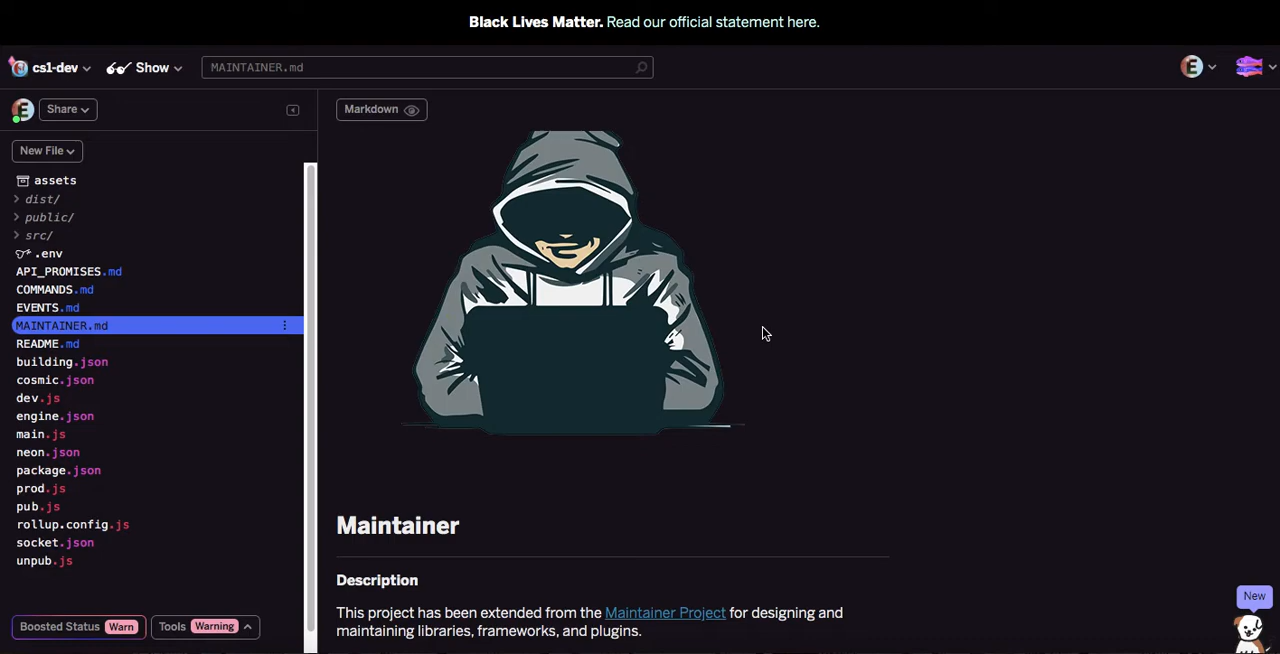 Black Lives Matter. Read our official statement here.
cs1-dev Show MAINTAINER.md
Share
Markdown
New File
assets
dist/
public/
src/
.env
API_PROMISES.md
COMMANDS.md
EVENTS.md
MAINTAINER.md
README.md
building.json
cosmic.json
dev.js
engine.json
main.js
neon.json
package.json
prod.js
pub.js
rollup.config.js
socket.json
unpub.js
Boosted Status Warn Tools Warning
Maintainer
Description
This project has been extended from the Maintainer Project for designing and
maintaining libraries, frameworks, and plugins.
New